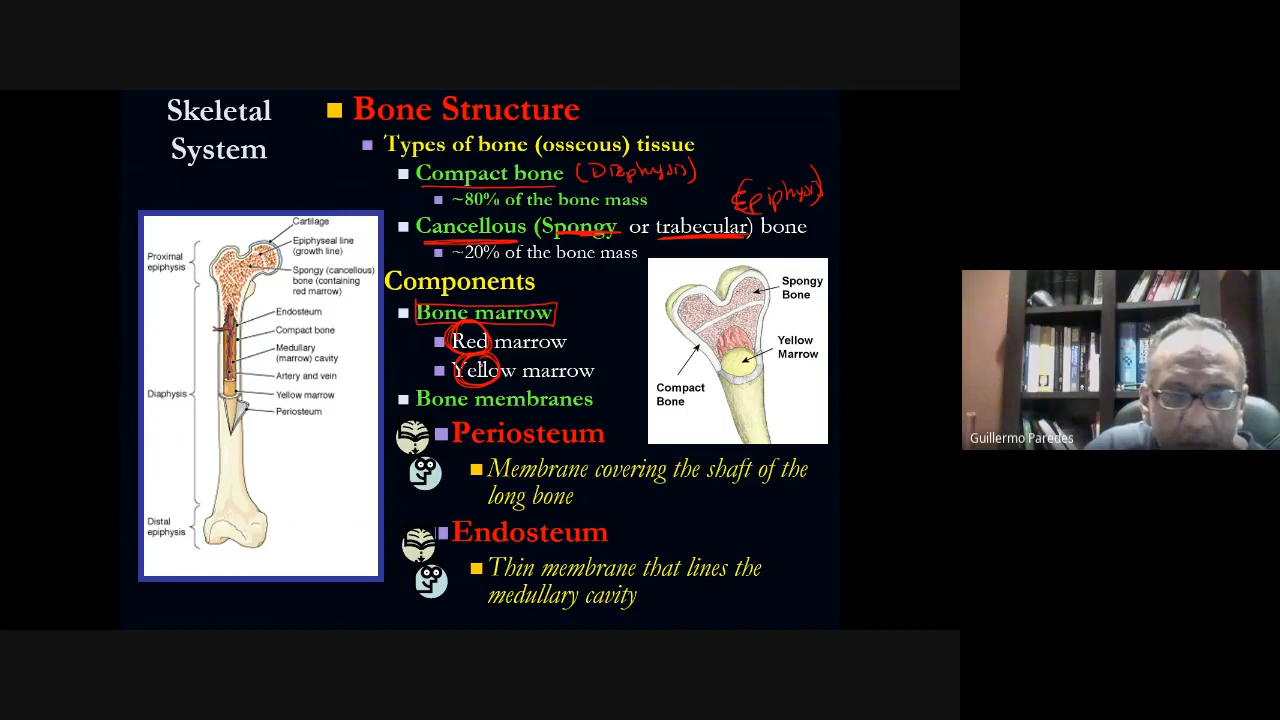 Skeletal
System
Bone Structure
Types of bone (osseous) tissue
Compact bone (Diaphysis)
~80% of the bone mass
(Epiphysis)
Cancellous (Spongy or trabecular) bone
~20% of the bone mass
Components
Bone marrow
Red marrow
Yellow marrow
Bone membranes
Periosteum
Membrane covering the shaft of the
long bone
Endosteum
Thin membrane that lines the
medullary cavity
Cartilage
Epiphyseal line
(growth line)
Proximal
epiphysis
Spongy (cancellous)
bone (containing
red marrow)
Endosteum
Compact bone
Medullary
(marrow) cavity
Artery and vein
Diaphysis
Yellow marrow
Periosteum
Distal
epiphysis
Spongy
Bone
Yellow
Marrow
Compact
Bone
Guillermo Paredes